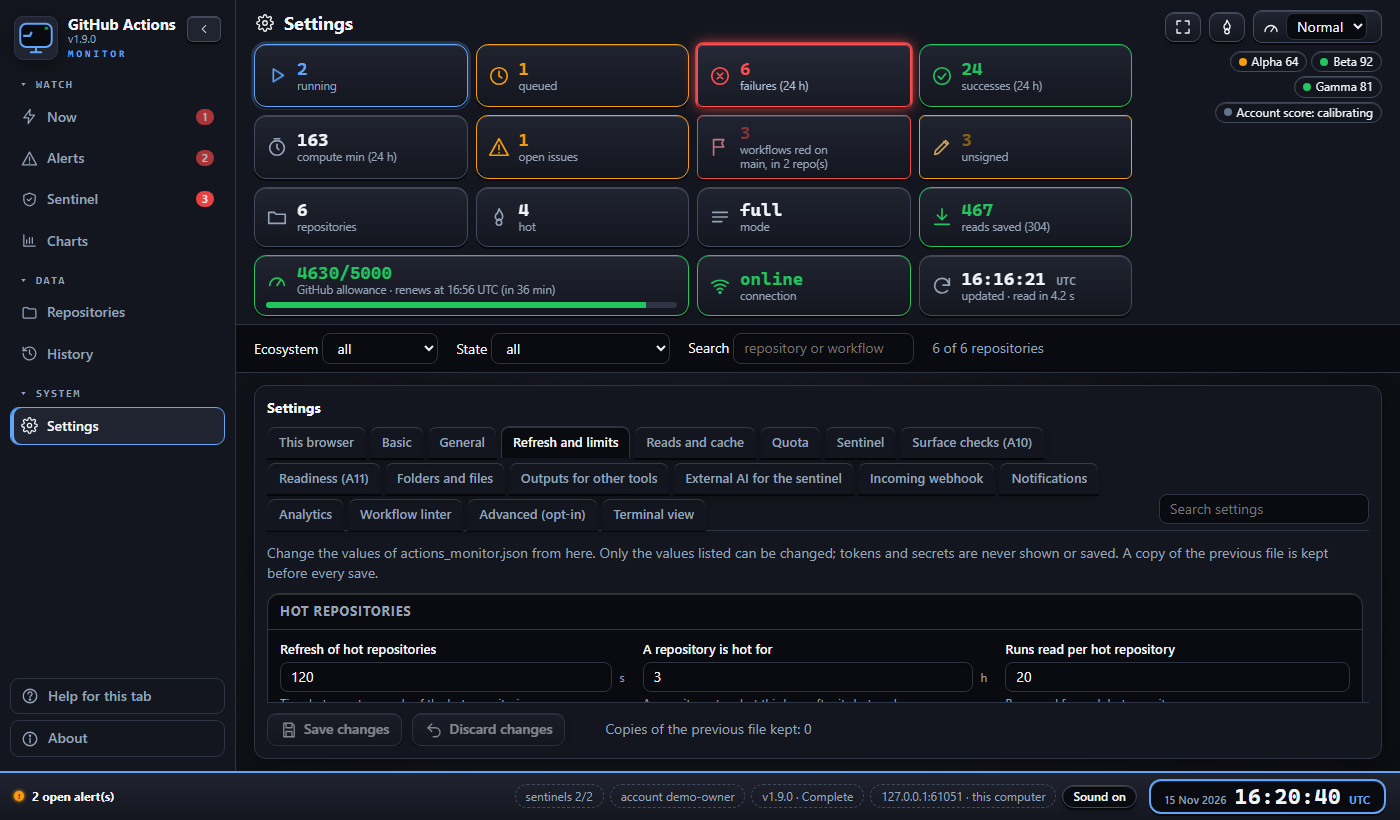 GitHub Actions
v1.9.0
MONITOR
WATCH
Now 1
Alerts 2
Sentinel 3
Charts
DATA
Repositories
History
SYSTEM
Settings
Help for this tab
About
Settings
Normal
Alpha 64 Beta 92
Gamma 81
Account score: calibrating
2
running
1
queued
6
failures (24 h)
24
successes (24 h)
163
compute min (24 h)
1
open issues
3
workflows red on
main, in 2 repo(s)
3
unsigned
6
repositories
4
hot
full
mode
467
reads saved (304)
4630/5000
GitHub allowance · renews at 16:56 UTC (in 36 min)
online
connection
16:16:21 UTC
updated · read in 4.2 s
Ecosystem all State all Search repository or workflow 6 of 6 repositories
Settings
This browser Basic General Refresh and limits Reads and cache Quota Sentinel Surface checks (A10)
Readiness (A11) Folders and files Outputs for other tools External AI for the sentinel Incoming webhook Notifications
Analytics Workflow linter Advanced (opt-in) Terminal view
Search settings
Change the values of actions_monitor.json from here. Only the values listed can be changed; tokens and secrets are never shown or saved. A copy of the previous file is kept
before every save.
HOT REPOSITORIES
Refresh of hot repositories A repository is hot for Runs read per hot repository
120 s 3 h 20
Save changes Discard changes Copies of the previous file kept: 0
2 open alert(s) sentinels 2/2 account demo-owner v1.9.0 · Complete 127.0.0.1:61051 · this computer Sound on 15 Nov 2026 16:20:40 UTC